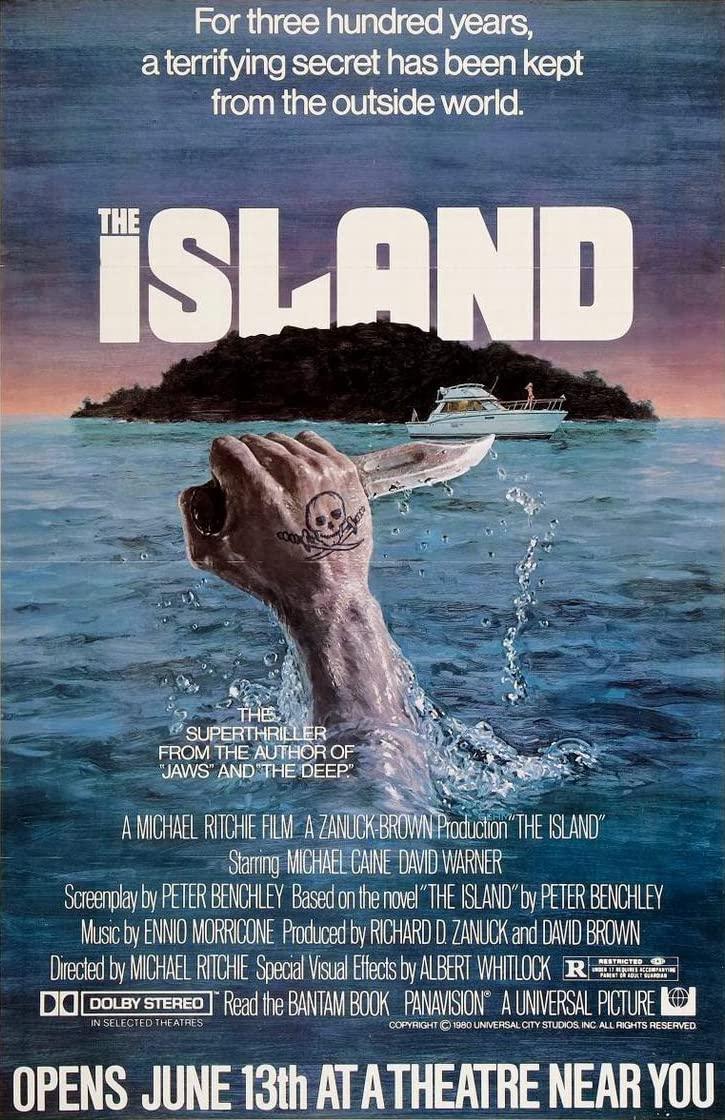 For three hundred years,
a terrifying secret has been kept
from the outside world.
THE
ISLAND
THE
SUPERTHRILLER
FROM THE AUTHOR OF
"JAWS" AND "THE DEEP."
A MICHAEL RITCHIE FILM A ZANUCK-BROWN Production "THE ISLAND"
Starring MICHAEL CAINE DAVID WARNER
Screenplay by PETER BENCHLEY Based on the novel "THE ISLAND" by PETER BENCHLEY
Music by ENNIO MORRICONE Produced by RICHARD D. ZANUCK and DAVID BROWN
Directed by MICHAEL RITCHIE Special Visual Effects by ALBERT WHITLOCK
R RESTRICTED
UNDER 17 REQUIRES ACCOMPANYING
PARENT OR ADULT GUARDIAN
DOLBY STEREO™ Read the BANTAM BOOK PANAVISION® A UNIVERSAL PICTURE
IN SELECTED THEATRES
COPYRIGHT © 1980 UNIVERSAL CITY STUDIOS, INC. ALL RIGHTS RESERVED.
OPENS JUNE 13th AT A THEATRE NEAR YOU